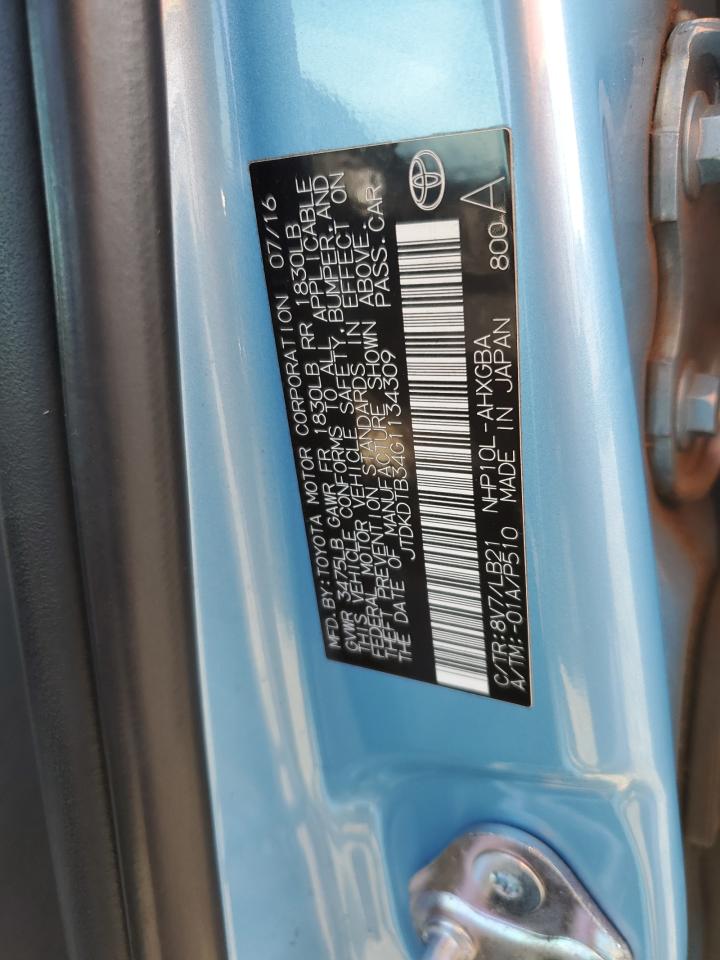 MFD. BY: TOYOTA MOTOR CORPORATION 07/16
GVWR 3475LB GAWR FR 1830LB RR 1830LB
THIS VEHICLE CONFORMS TO ALL APPLICABLE
FEDERAL MOTOR VEHICLE SAFETY, BUMPER, AND
THEFT PREVENTION STANDARDS IN EFFECT ON
THE DATE OF MANUFACTURE SHOWN ABOVE.
JTDKDTB34G1134309 PASS. CAR
C/TR: 8V7/LB21 NHP10L-AHXGBA
A/TM: -01A/P510 MADE IN JAPAN 800 A